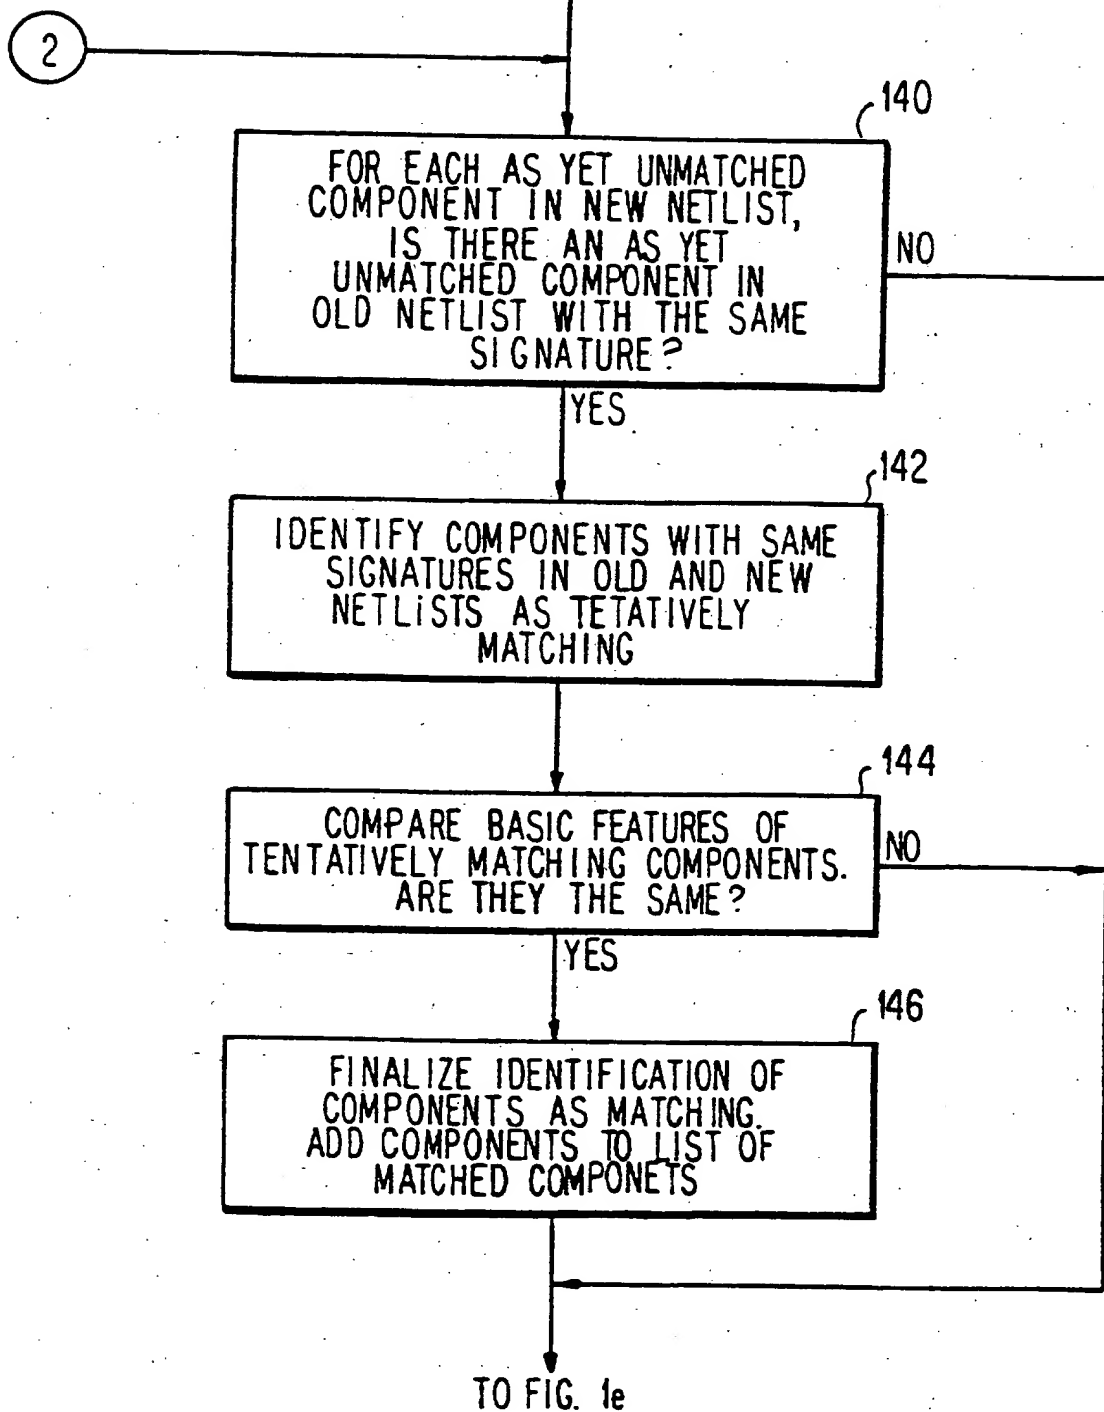 2
140
FOR EACH AS YET UNMATCHED
COMPONENT IN NEW NETLIST,
IS THERE AN AS YET
UNMATCHED COMPONENT IN
OLD NETLIST WITH THE SAME
SIGNATURE?
NO
YES
142
IDENTIFY COMPONENTS WITH SAME
SIGNATURES IN OLD AND NEW
NETLISTS AS TETATIVELY
MATCHING
144
COMPARE BASIC FEATURES OF
TENTATIVELY MATCHING COMPONENTS.
ARE THEY THE SAME?
NO
YES
146
FINALIZE IDENTIFICATION OF
COMPONENTS AS MATCHING.
ADD COMPONENTS TO LIST OF
MATCHED COMPONETS
TO FIG. 1e